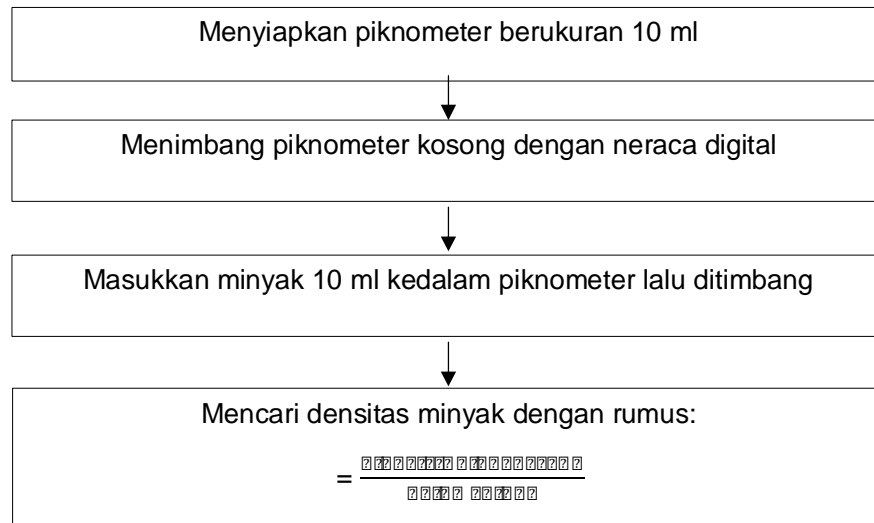 Menyiapkan piknometer berukuran 10 ml
Menimbang piknometer kosong dengan neraca digital
Masukkan minyak 10 ml kedalam piknometer lalu ditimbang
Mencari densitas minyak dengan rumus:
=